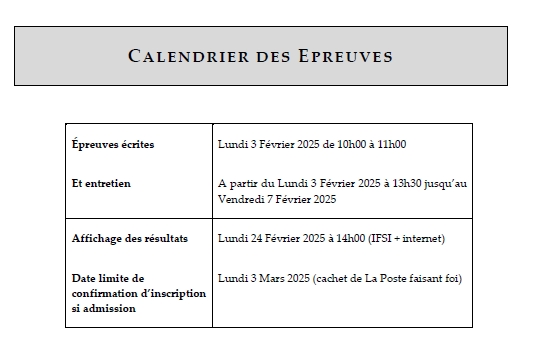 CALENDRIER DES EPREUVES
Épreuves écrites
Lundi 3 Février 2025 de 10h00 à 11h00
Et entretien
A partir du Lundi 3 Février 2025 à 13h30 jusqu’au
Vendredi 7 Février 2025
Affichage des résultats
Lundi 24 Février 2025 à 14h00 (IFSI + internet)
Date limite de
confirmation d’inscription
si admission
Lundi 3 Mars 2025 (cachet de La Poste faisant foi)